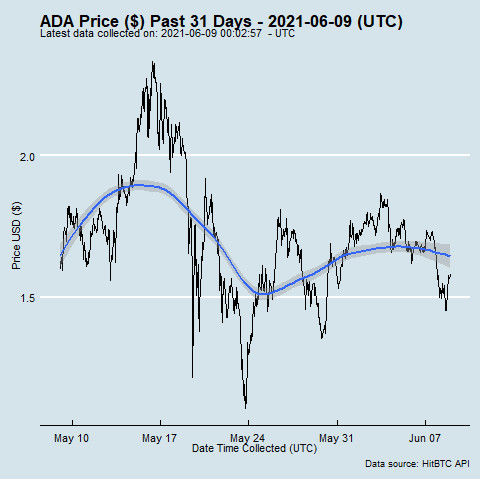 ADA Price ($) Past 31 Days - 2021-06-09 (UTC)
Latest data collected on: 2021-06-09 00:02:57  - UTC
2.0
1.5
Price USD ($)
May 10
May 17
May 24
May 31
Jun 07
Date Time Collected (UTC)
Data source: HitBTC API